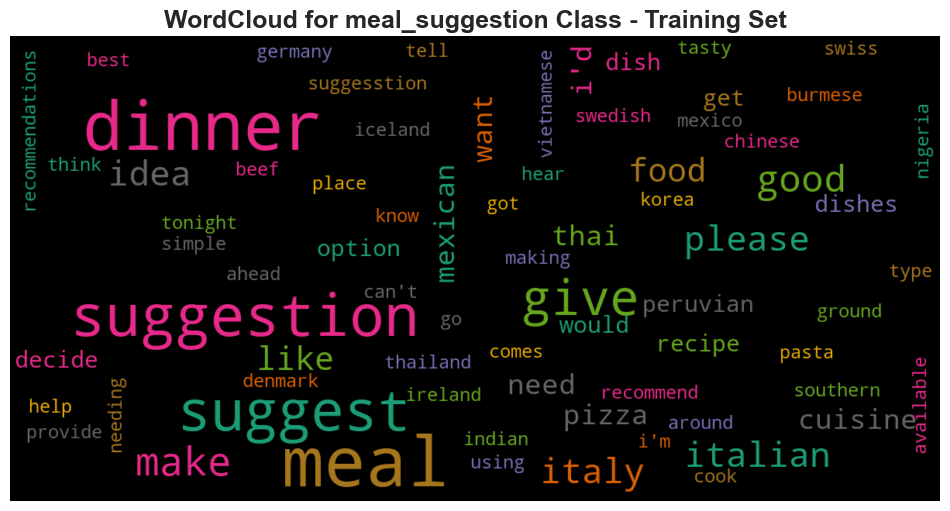 WordCloud for meal_suggestion Class - Training Set
recommendations
best
germany
tell
suggesstion
dinner
iceland
think
idea
beef
place
want
vietnamese
i'd
dish
tasty
swiss
get
burmese
swedish
mexico
chinese
nigeria
hear
food
good
korea
dishes
got
know
tonight
simple
option
mexican
thai
please
making
type
ahead
can't
suggestion
go
give
would
peruvian
ground
decide
like
thailand
comes
recipe
pasta
denmark
ireland
need
recommend
southern
available
help
needing
provide
suggest
pizza
around
cuisine
make
meal
indian
using
i'm
italy
italian
cook